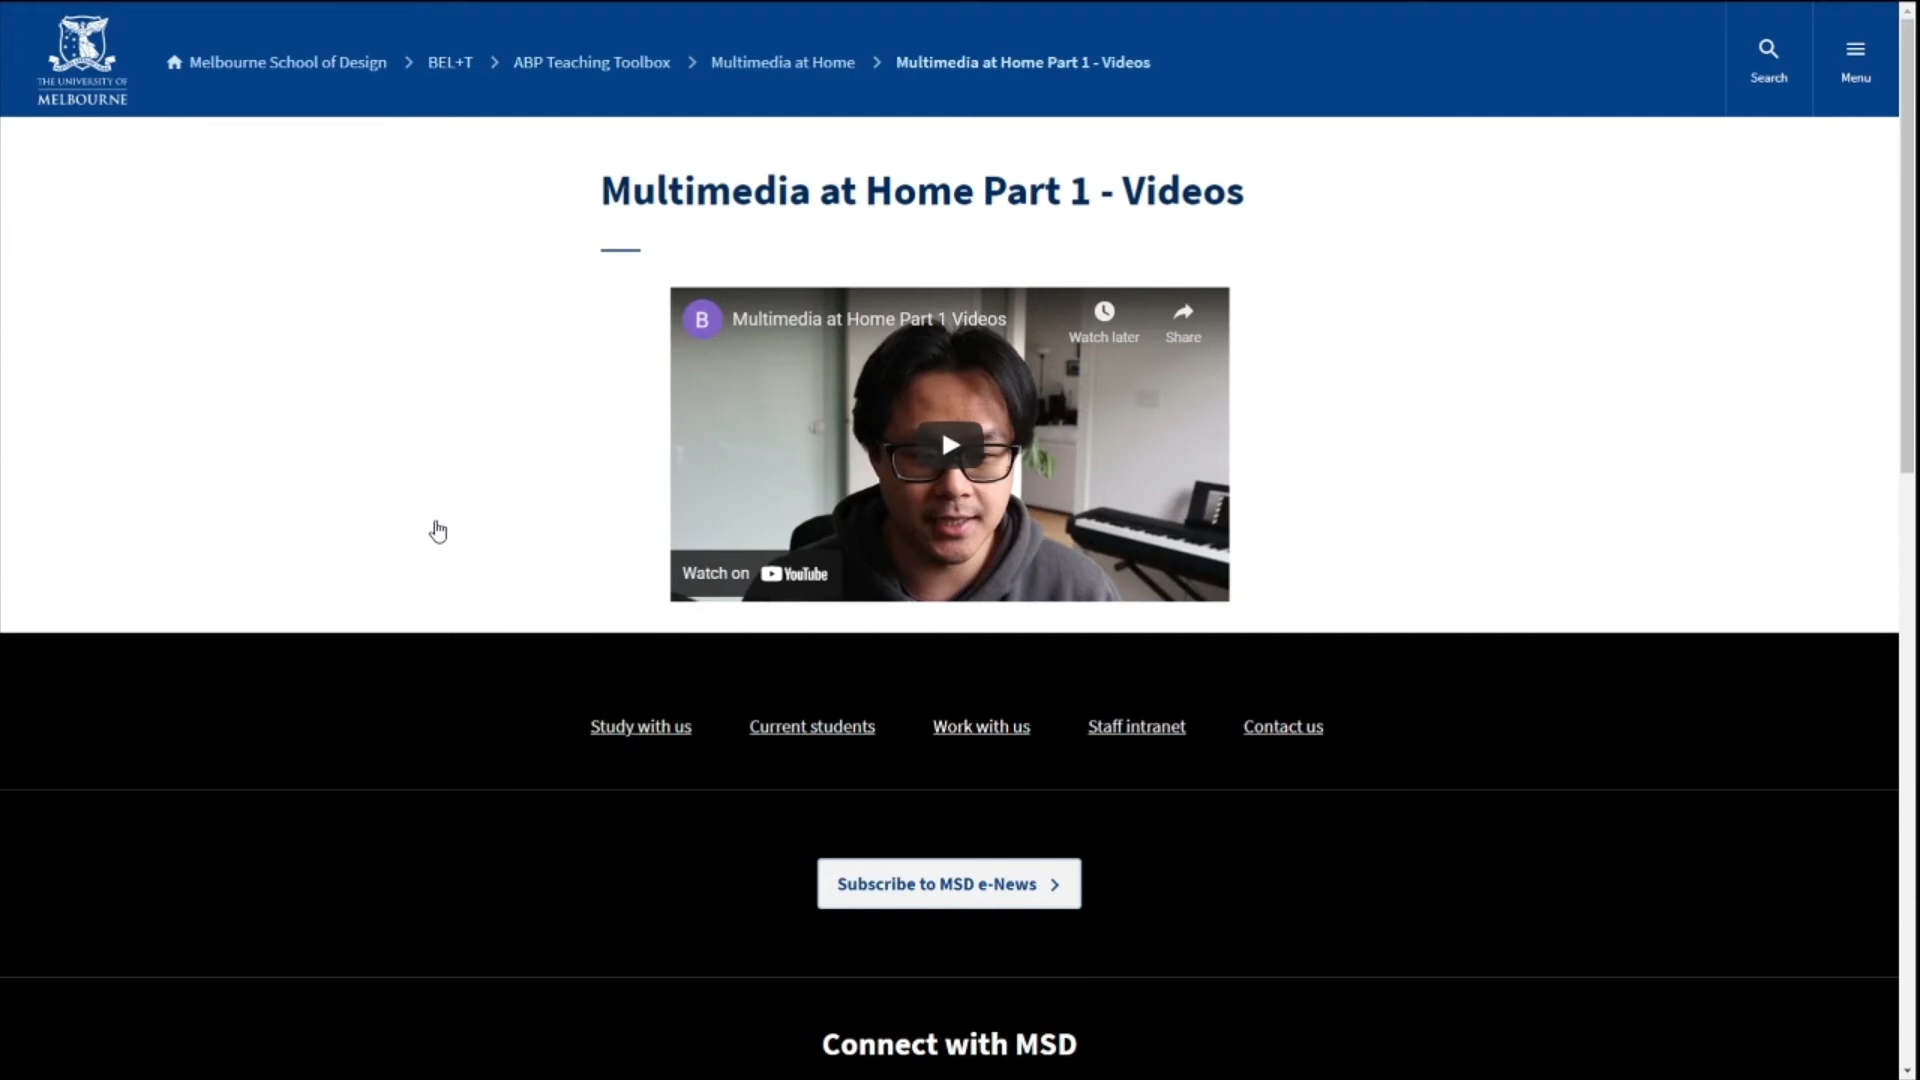 THE UNIVERSITY OF
MELBOURNE
Melbourne School of Design > BEL+T > ABP Teaching Toolbox > Multimedia at Home > Multimedia at Home Part 1 - Videos
Search
Menu
Multimedia at Home Part 1 - Videos
B Multimedia at Home Part 1 Videos
Watch later
Share
Watch on YouTube
Study with us Current students Work with us Staff intranet Contact us
Subscribe to MSD e-News >
Connect with MSD